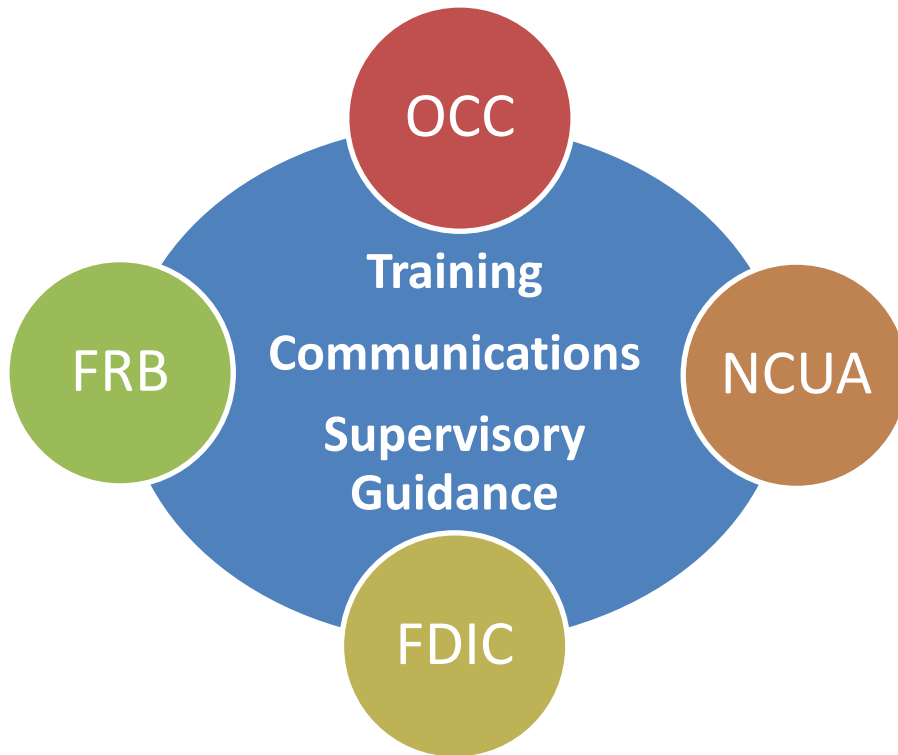 OCC
Training
Communications
Supervisory
Guidance
FRB
NCUA
FDIC